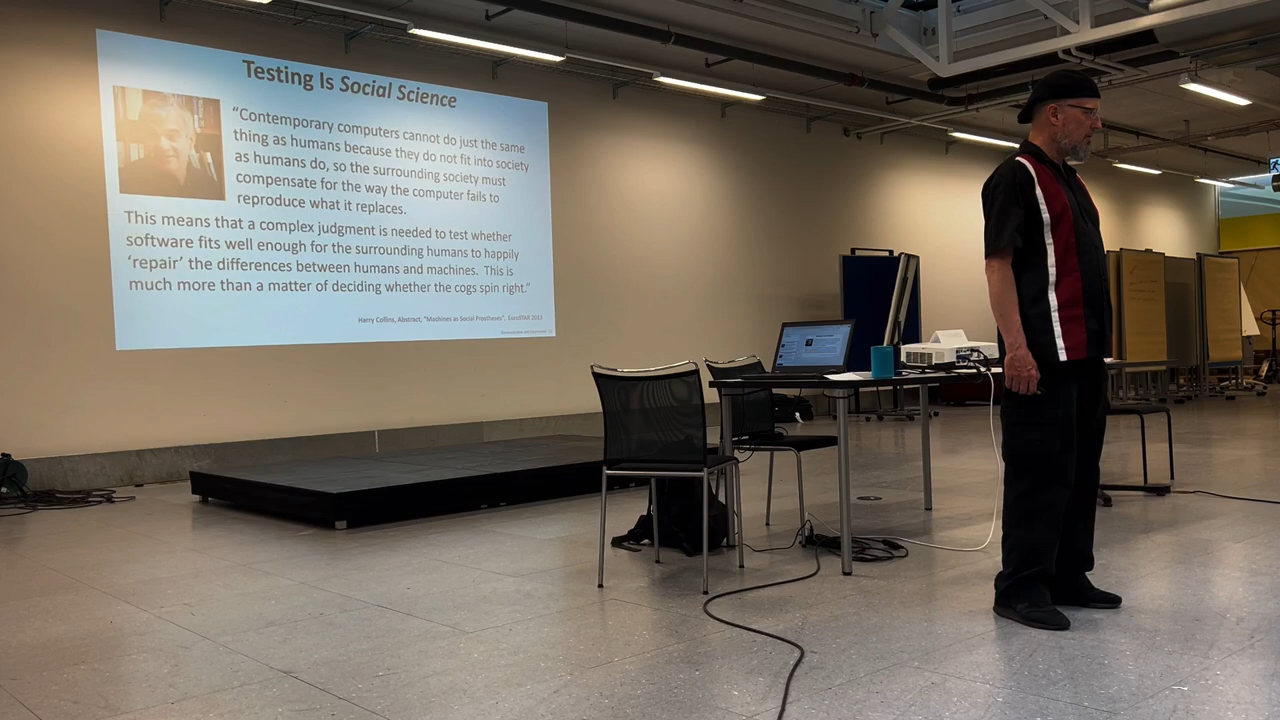 Testing Is Social Science
“Contemporary computers cannot do just the same
thing as humans because they do not fit into society
as humans do, so the surrounding society must
compensate for the way the computer fails to
reproduce what it replaces.
This means that a complex judgment is needed to test whether
software fits well enough for the surrounding humans to happily
‘repair’ the differences between humans and machines. This is
much more than a matter of deciding whether the cogs spin right.”
Harry Collins, Abstract, “Machines as Social Prostheses”, EuroSTAR 2013